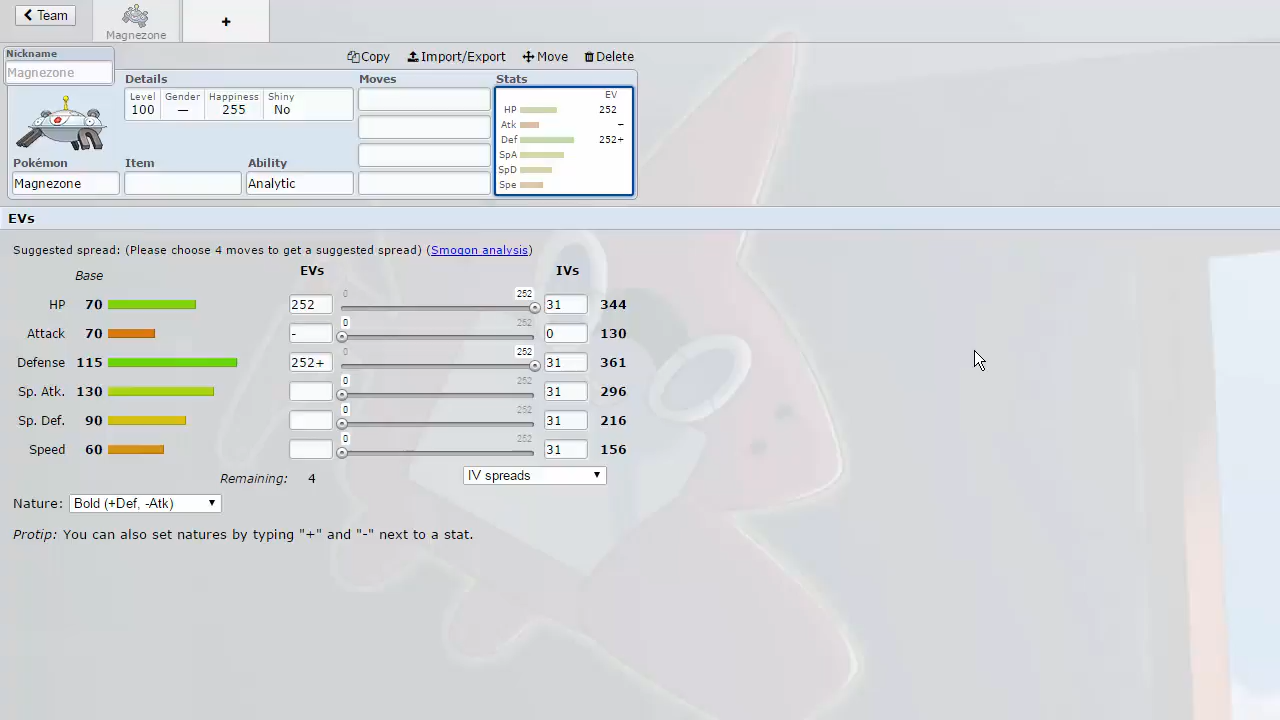 Team
Magnezone
+
Nickname
Magnezone
Copy Import/Export Move Delete
Details
Level Gender Happiness Shiny
100 — 255 No
Pokémon Item Ability
Magnezone Analytic
Moves
Stats
EV
HP 252
Atk −
Def 252+
SpA
SpD
Spe
EVs
Suggested spread: (Please choose 4 moves to get a suggested spread) (Smogon analysis)
Base EVs IVs
HP 70 252 0 252 31 344
Attack 70 - 0 252 0 130
Defense 115 252+ 0 252 31 361
Sp. Atk. 130 0 252 31 296
Sp. Def. 90 0 252 31 216
Speed 60 0 252 31 156
Remaining: 4 IV spreads
Nature: Bold (+Def, -Atk)
Protip: You can also set natures by typing "+" and "-" next to a stat.